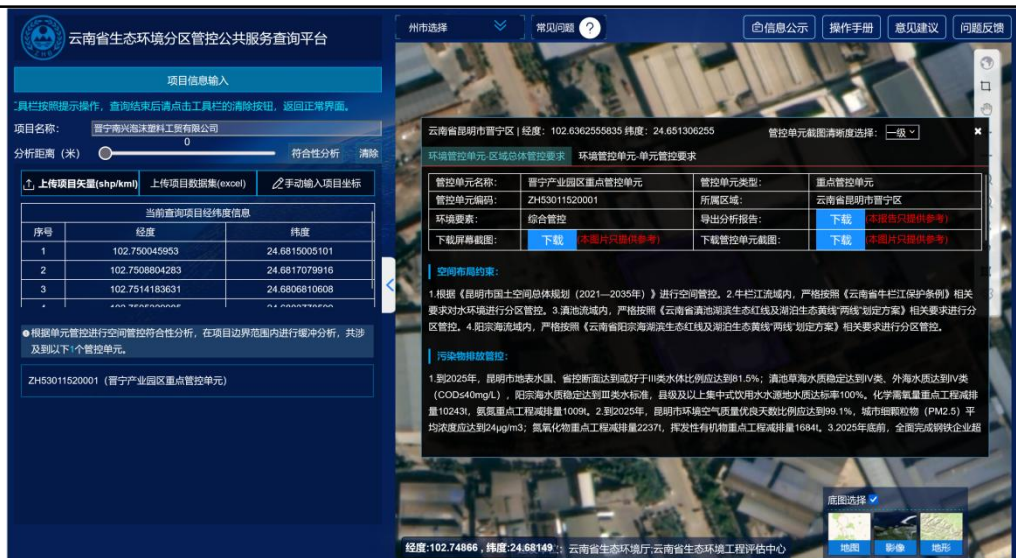 云南省生态环境分区管控公共服务查询平台
项目信息输入
具栏按照提示操作，查询结束后请点击工具栏的清除按钮，返回正常界面。
项目名称： 晋宁南兴泡沫塑料工贸有限公司
分析距离（米） 0 符合性分析 清除
上传项目矢量(shp/kml) 上传项目数据集(excel) 手动输入项目坐标
当前查询项目经纬度信息
序号 经度 纬度
1 102.750045953 24.6815005101
2 102.7508804283 24.6817079916
3 102.7514183631 24.6806810608
根据单元管控进行空间管控符合性分析，在项目边界范围内进行缓冲分析，共涉
及到以下1个管控单元。
ZH53011520001（晋宁产业园区重点管控单元）
州市选择 常见问题 ? 信息公示 操作手册 意见建议 问题反馈
云南省昆明市晋宁区 | 经度：102.6362555835 纬度：24.651306255 管控单元截图清晰度选择： 一级
环境管控单元-区域总体管控要求 环境管控单元-单元管控要求
管控单元名称： 晋宁产业园区重点管控单元 管控单元类型： 重点管控单元
管控单元编码： ZH53011520001 所属区域： 云南省昆明市晋宁区
环境要素： 综合管控 导出分析报告： 下载 (本报告只提供参考)
下载屏幕截图： 下载 (本图片只提供参考) 下载管控单元截图： 下载 (本图片只提供参考)
空间布局约束：
1.根据《昆明市国土空间总体规划（2021—2035年）》进行空间管控。2.牛栏江流域内，严格按照《云南省牛栏江保护条例》相关
要求对水环境进行分区管控。3.滇池流域内，严格按照《云南省滇池湖滨生态红线及湖泊生态黄线“两线”划定方案》相关要求进行分
区管控。4.阳宗海流域内，严格按照《云南省阳宗海湖滨生态红线及湖泊生态黄线“两线”划定方案》相关要求进行分区管控。
污染物排放管控：
1.到2025年，昆明市地表水国、省控断面达到或好于III类水体比例应达到81.5%；滇池草海水质稳定达到IV类、外海水质达到IV类
（COD≤40mg/L），阳宗海水质稳定达到Ⅲ类水标准，县级及以上集中式饮用水水源地水质达标率100%。化学需氧量重点工程减排
量10243t，氨氮重点工程减排量1009t。2.到2025年，昆明市环境空气质量优良天数比例应达到99.1%，城市细颗粒物（PM2.5）平
均浓度应达到24μg/m3；氮氧化物重点工程减排量2237t，挥发性有机物重点工程减排量1684t。3.2025年底前，全面完成钢铁企业超
底图选择
地图 影像 地形
经度:102.74866 , 纬度:24.68149 ：云南省生态环境厅;云南省生态环境工程评估中心